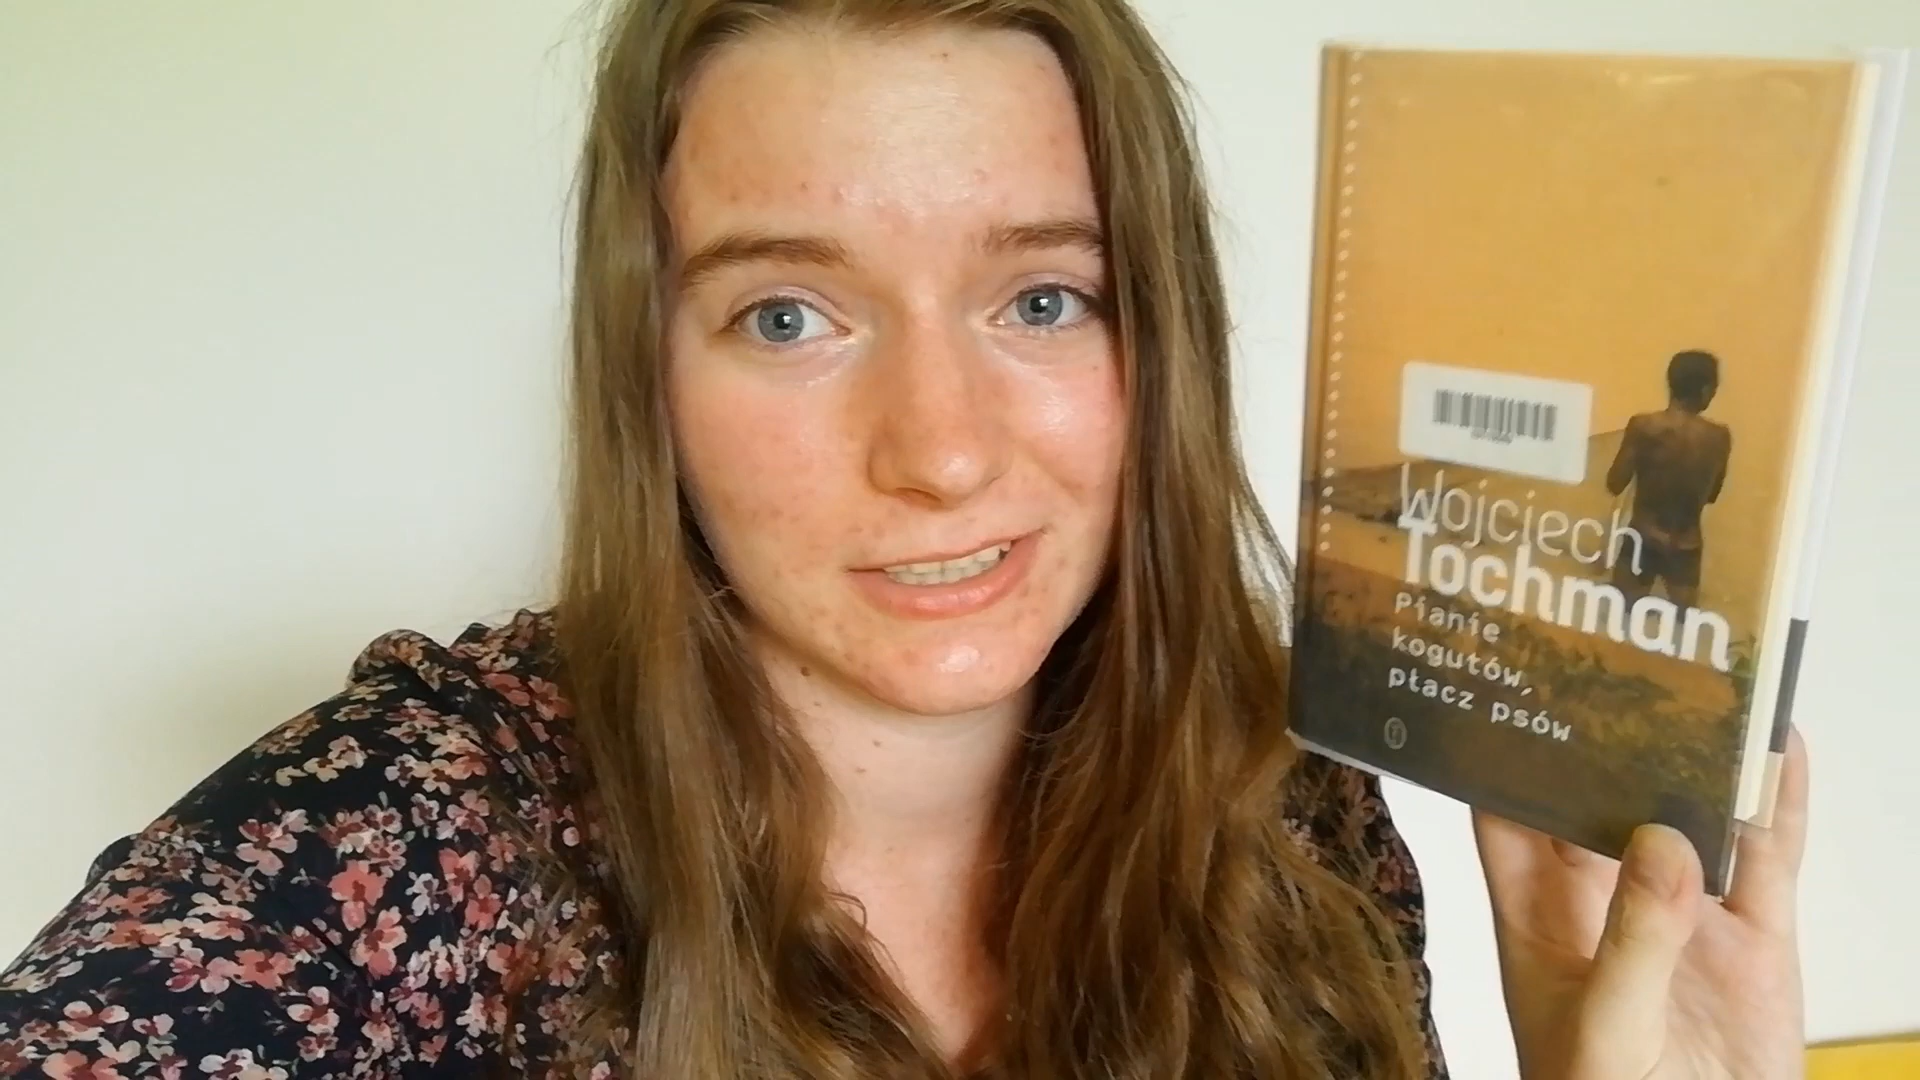 Wojciech
Tochman
Pianie
kogutów,
płacz psów